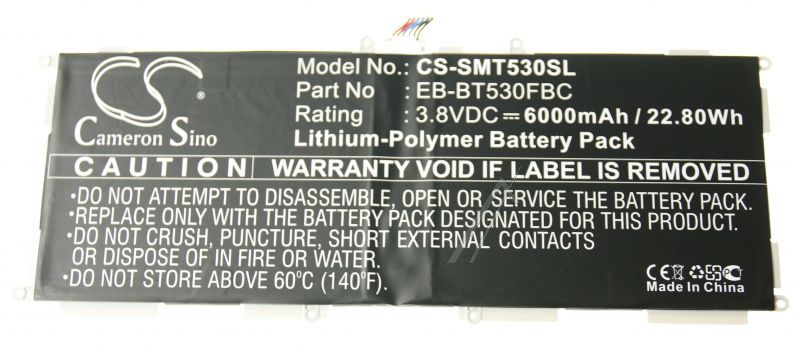 CS
Cameron Sino
Model No.: CS-SMT530SL
Part No : EB-BT530FBC
Rating : 3.8VDC⎓6000mAh / 22.80Wh
Lithium-Polymer Battery Pack
CAUTION WARRANTY VOID IF LABEL IS REMOVED
•DO NOT ATTEMPT TO DISASSEMBLE, OPEN OR SERVICE THE BATTERY PACK.
•REPLACE ONLY WITH THE BATTERY PACK DESIGNATED FOR THIS PRODUCT.
•DO NOT CRUSH, PUNCTURE, SHORT EXTERNAL CONTACTS
OR DISPOSE OF IN FIRE OR WATER.
•DO NOT STORE ABOVE 60°C (140°F).
CE
Made In China